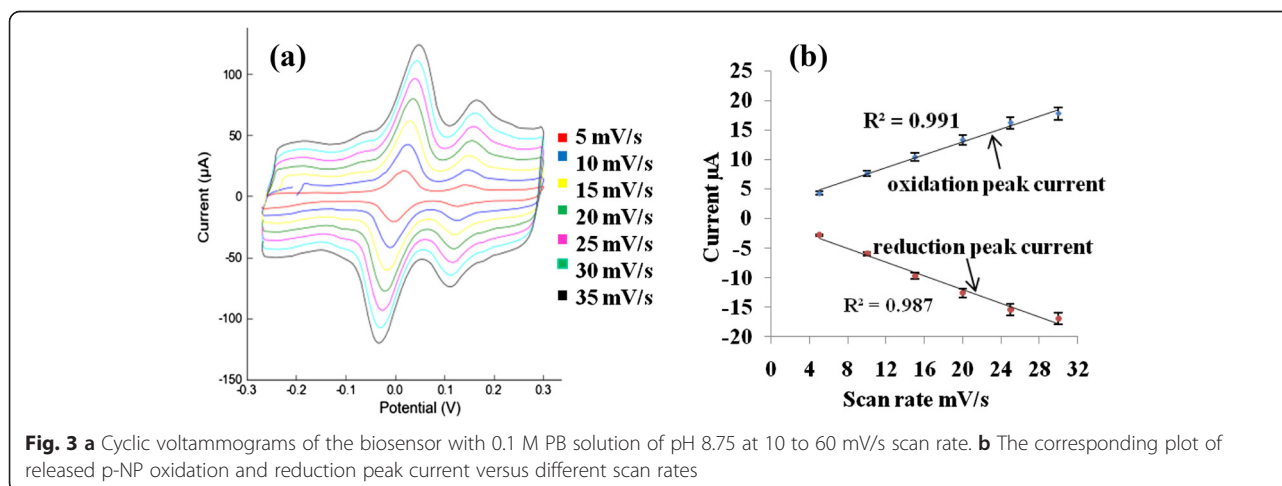 (a)
100
50
0
-50
-100
-150
Current (µA)
-0.3 -0.2 -0.1 0.0 0.1 0.2 0.3
Potential (V)
5 mV/s
10 mV/s
15 mV/s
20 mV/s
25 mV/s
30 mV/s
35 mV/s
(b)
25
20
15
10
5
0
-5
-10
-15
-20
Current µA
R² = 0.991
oxidation peak current
reduction peak current
R² = 0.987
0 4 8 12 16 20 24 28 32
Scan rate mV/s
Fig. 3 a Cyclic voltammograms of the biosensor with 0.1 M PB solution of pH 8.75 at 10 to 60 mV/s scan rate. b The corresponding plot of
released p-NP oxidation and reduction peak current versus different scan rates